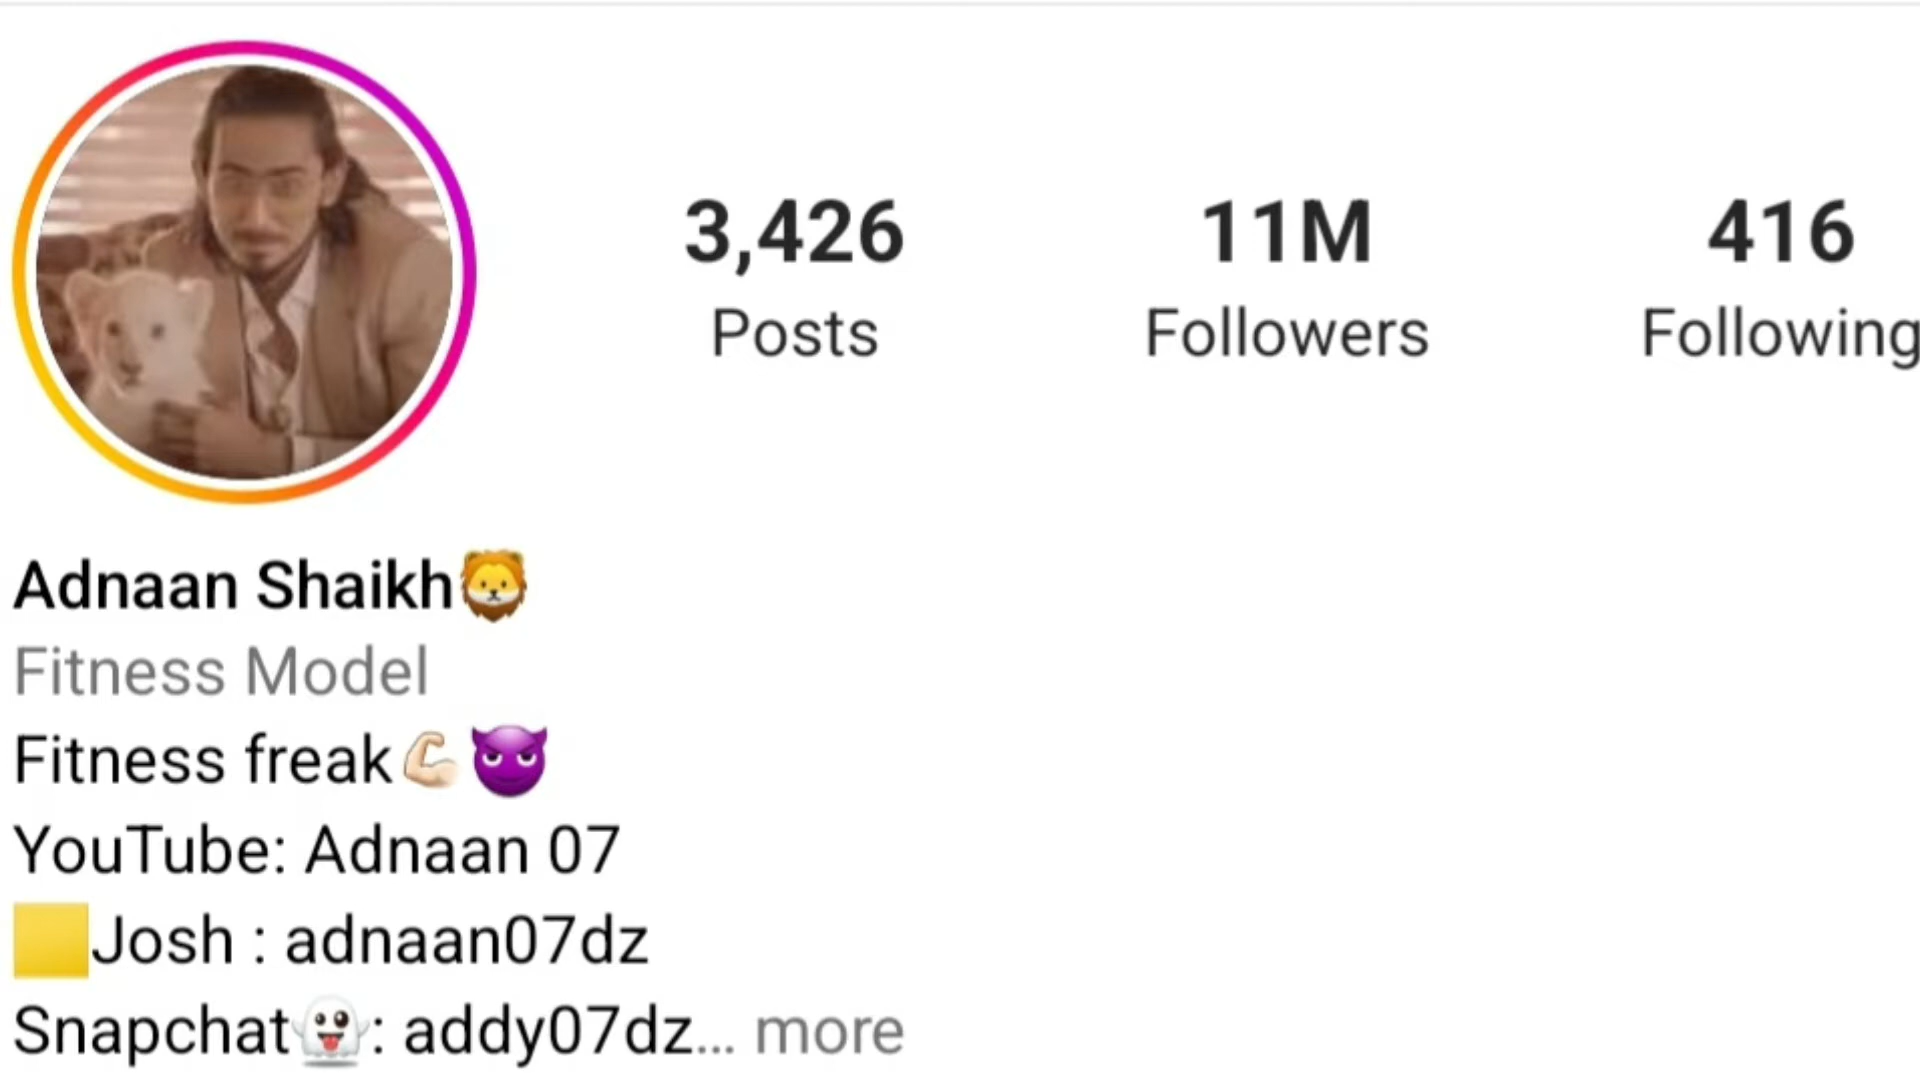 3,426 11M 416
Posts Followers Following
Adnaan Shaikh🦁
Fitness Model
Fitness freak💪🏻😈
YouTube: Adnaan 07
🟨Josh : adnaan07dz
Snapchat👻: addy07dz... more